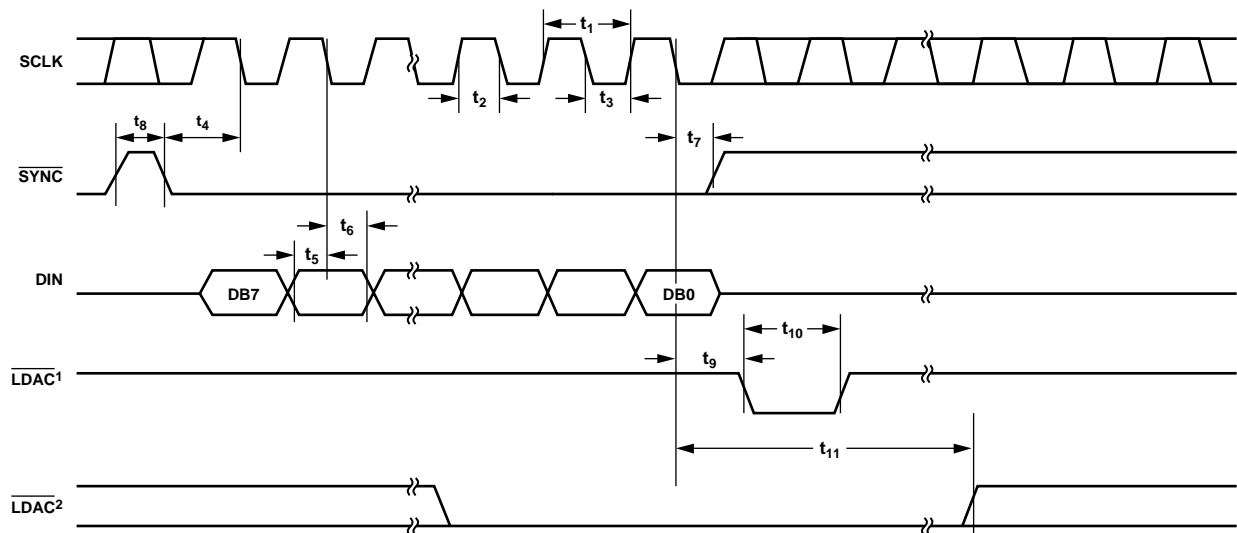 t1
SCLK
t2
t3
t8
t4
t7
SYNC
t6
t5
DIN
DB7
DB0
t10
t9
LDAC1
t11
LDAC2